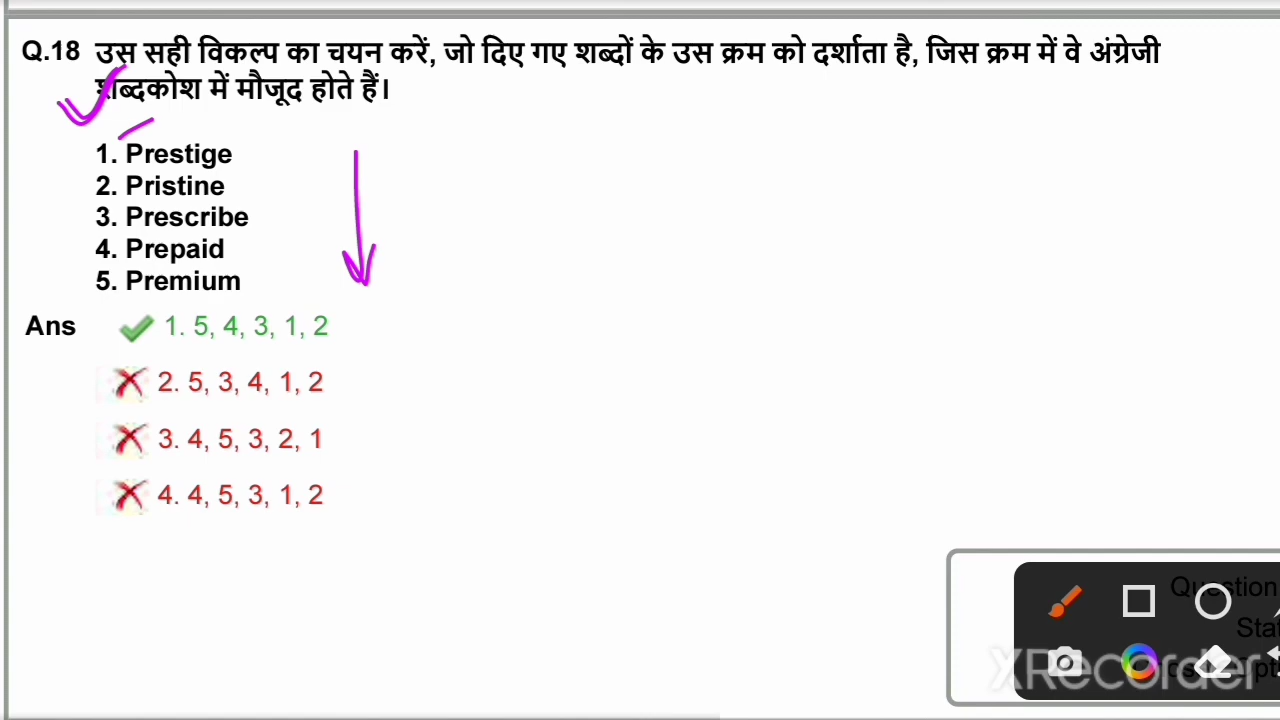 Q.18 उस सही विकल्प का चयन करें, जो दिए गए शब्दों के उस क्रम को दर्शाता है, जिस क्रम में वे अंग्रेजी
शब्दकोश में मौजूद होते हैं।
1. Prestige
2. Pristine
3. Prescribe
4. Prepaid
5. Premium
Ans 1. 5, 4, 3, 1, 2
2. 5, 3, 4, 1, 2
3. 4, 5, 3, 2, 1
4. 4, 5, 3, 1, 2
Question
XRecorder